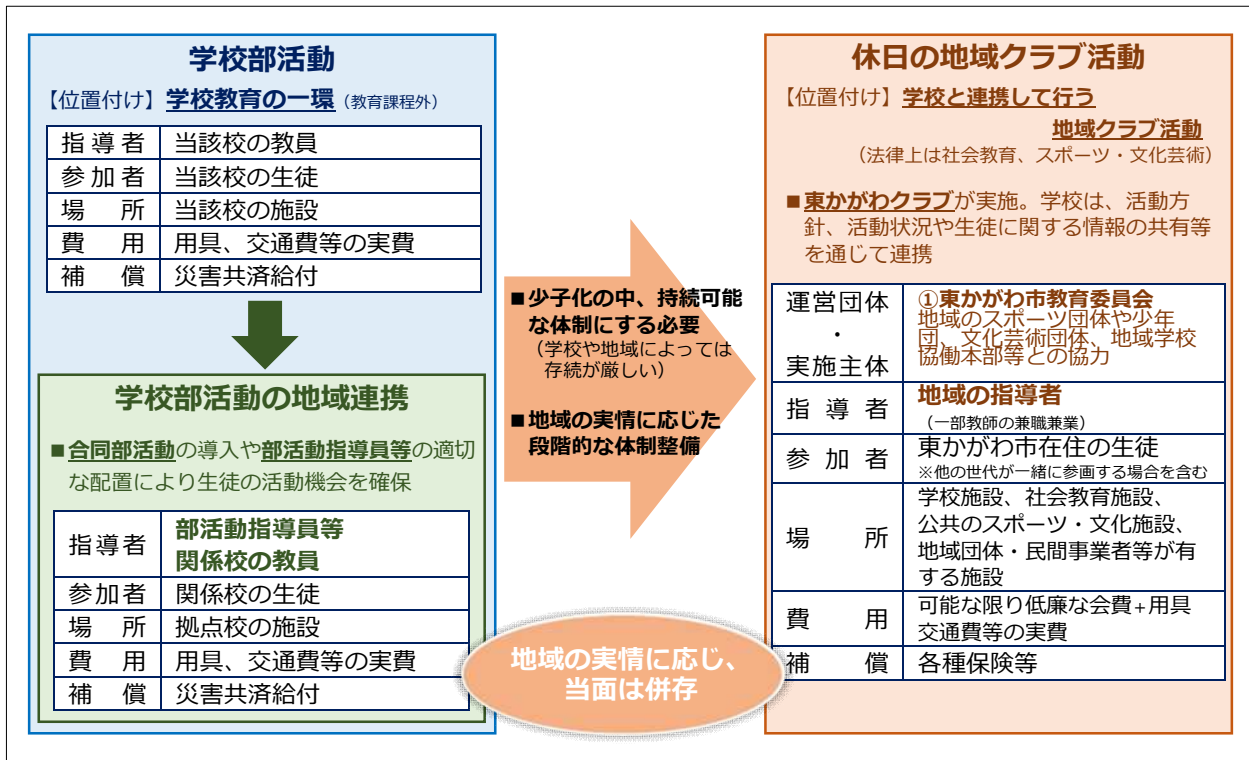 学校部活動
【位置付け】学校教育の一環（教育課程外）
指導者 当該校の教員
参加者 当該校の生徒
場所 当該校の施設
費用 用具、交通費等の実費
補償 災害共済給付
学校部活動の地域連携
■合同部活動の導入や部活動指導員等の適切
な配置により生徒の活動機会を確保
指導者 部活動指導員等
関係校の教員
参加者 関係校の生徒
場所 拠点校の施設
費用 用具、交通費等の実費
補償 災害共済給付
■少子化の中、持続可能
な体制にする必要
（学校や地域によっては
存続が厳しい）
■地域の実情に応じた
段階的な体制整備
地域の実情に応じ、
当面は併存
休日の地域クラブ活動
【位置付け】学校と連携して行う
地域クラブ活動
（法律上は社会教育、スポーツ・文化芸術）
■東かがわクラブが実施。学校は、活動方
針、活動状況や生徒に関する情報の共有等
を通じて連携
運営団体
・
実施主体
①東かがわ市教育委員会
地域のスポーツ団体や少年
団、文化芸術団体、地域学校
協働本部等との協力
指導者 地域の指導者
（一部教師の兼職兼業）
参加者 東かがわ市在住の生徒
※他の世代が一緒に参画する場合を含む
場所 学校施設、社会教育施設、
公共のスポーツ・文化施設、
地域団体・民間事業者等が有
する施設
費用 可能な限り低廉な会費+用具
交通費等の実費
補償 各種保険等